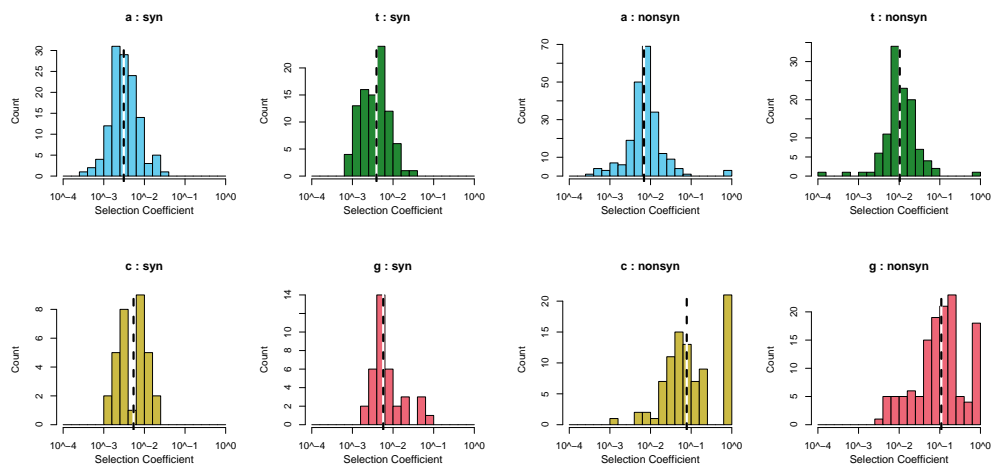 a : syn
t : syn
a : nonsyn
t : nonsyn
Count
0 5 10 15 20 25 30
10^−4 10^−3 10^−2 10^−1 10^0
Selection Coefficient
Count
0 5 10 15 20
10^−4 10^−3 10^−2 10^−1 10^0
Selection Coefficient
Count
0 10 30 50 70
10^−4 10^−3 10^−2 10^−1 10^0
Selection Coefficient
Count
0 5 10 20 30
10^−4 10^−3 10^−2 10^−1 10^0
Selection Coefficient
c : syn
g : syn
c : nonsyn
g : nonsyn
Count
0 2 4 6 8
10^−4 10^−3 10^−2 10^−1 10^0
Selection Coefficient
Count
0 2 4 6 8 10 14
10^−4 10^−3 10^−2 10^−1 10^0
Selection Coefficient
Count
0 5 10 15 20
10^−4 10^−3 10^−2 10^−1 10^0
Selection Coefficient
Count
0 5 10 15 20
10^−4 10^−3 10^−2 10^−1 10^0
Selection Coefficient